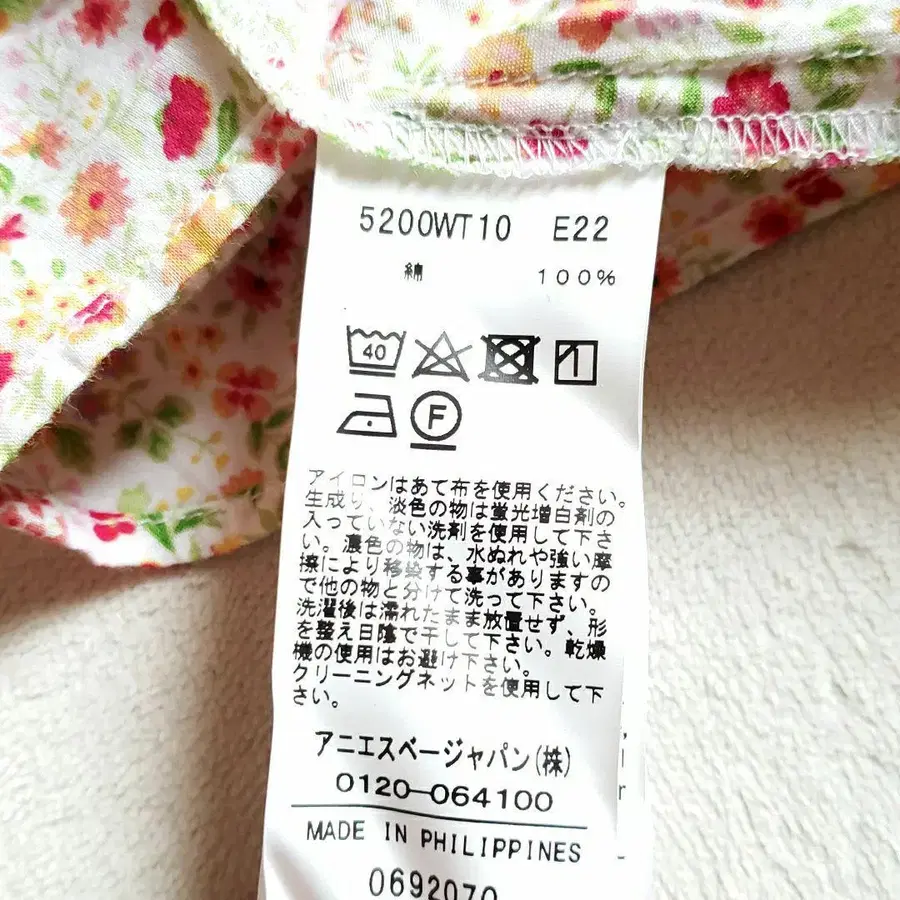 5200WT10 E22
綿 100%
40
F
アイロンはあて布を使用ください。
生成り、淡色の物は蛍光増白剤の
入っていない洗剤を使用して下さ
い。濃色の物は、水ぬれや強い摩
擦により移染する事がありますの
で他の物と分けて洗って下さい。
洗濯後は濡れたまま放置せず、形
を整え日陰で干して下さい。乾燥
機の使用はお避け下さい。
クリーニングネットを使用して下
さい。
アニエスベージャパン(株)
0120-064100
MADE IN PHILIPPINES
0692070